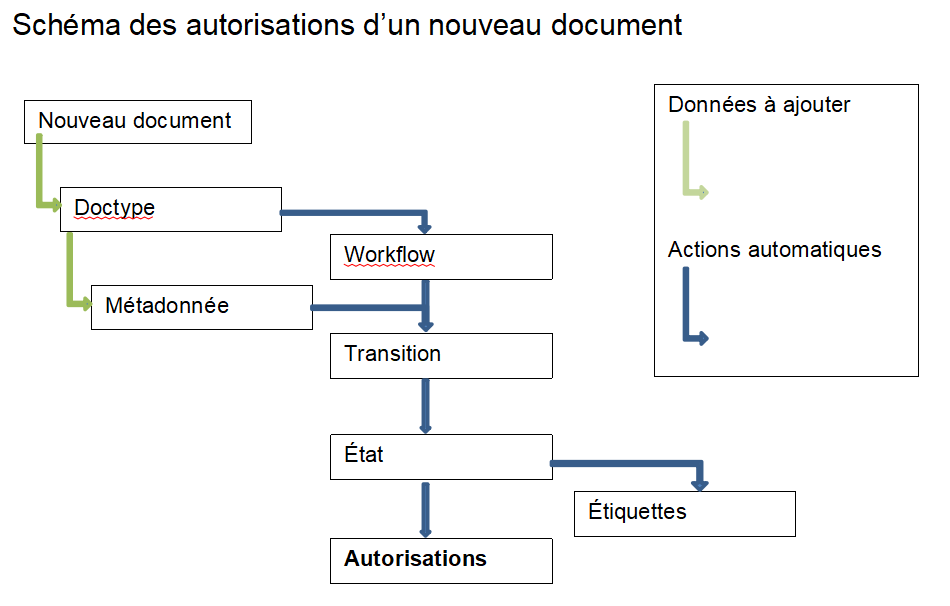 Schéma des autorisations d’un nouveau document
Nouveau document
Données à ajouter
Doctype
Actions automatiques
Workflow
Métadonnée
Transition
État
Étiquettes
Autorisations